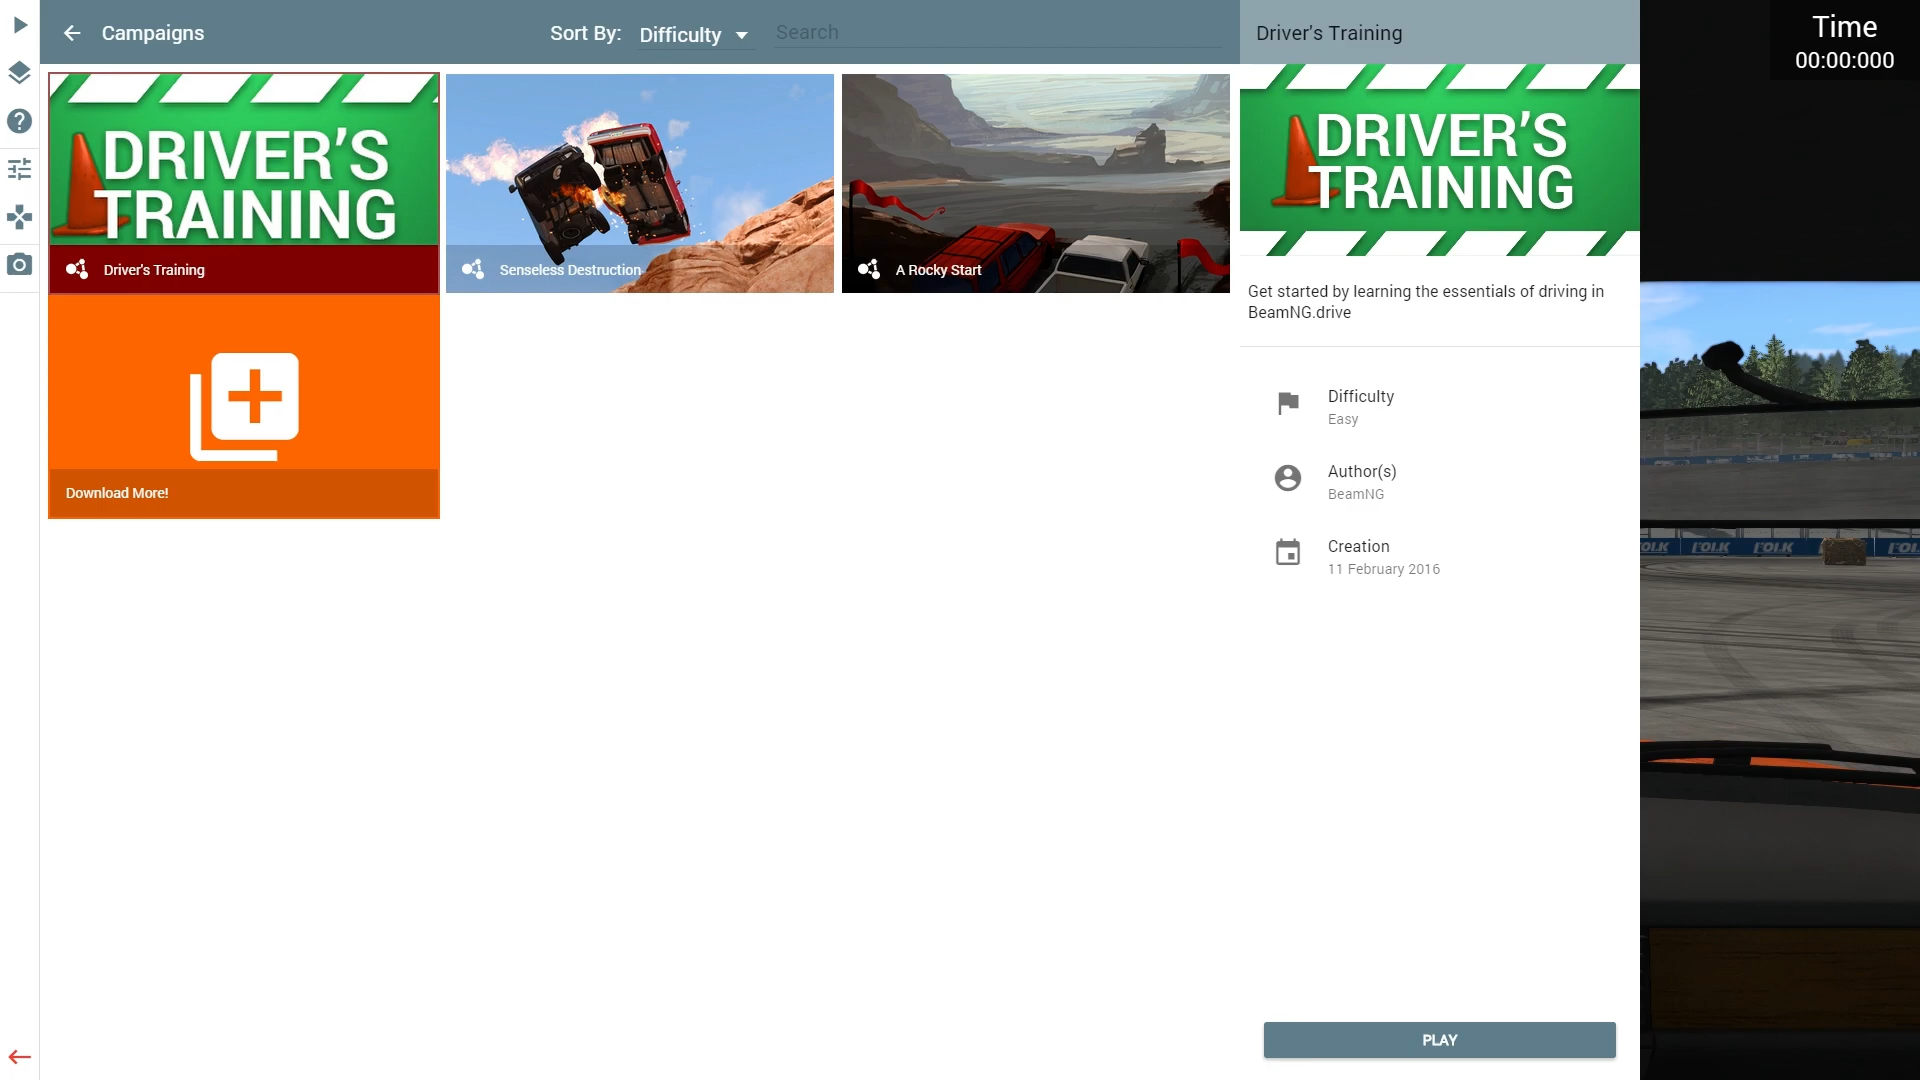 Campaigns
Sort By: Difficulty
Search
Driver's Training
Time
00:00:000
DRIVER'S
TRAINING
Driver's Training
Senseless Destruction
A Rocky Start
Download More!
DRIVER'S
TRAINING
Get started by learning the essentials of driving in
BeamNG.drive
Difficulty
Easy
Author(s)
BeamNG
Creation
11 February 2016
FOLK FOLK
PLAY